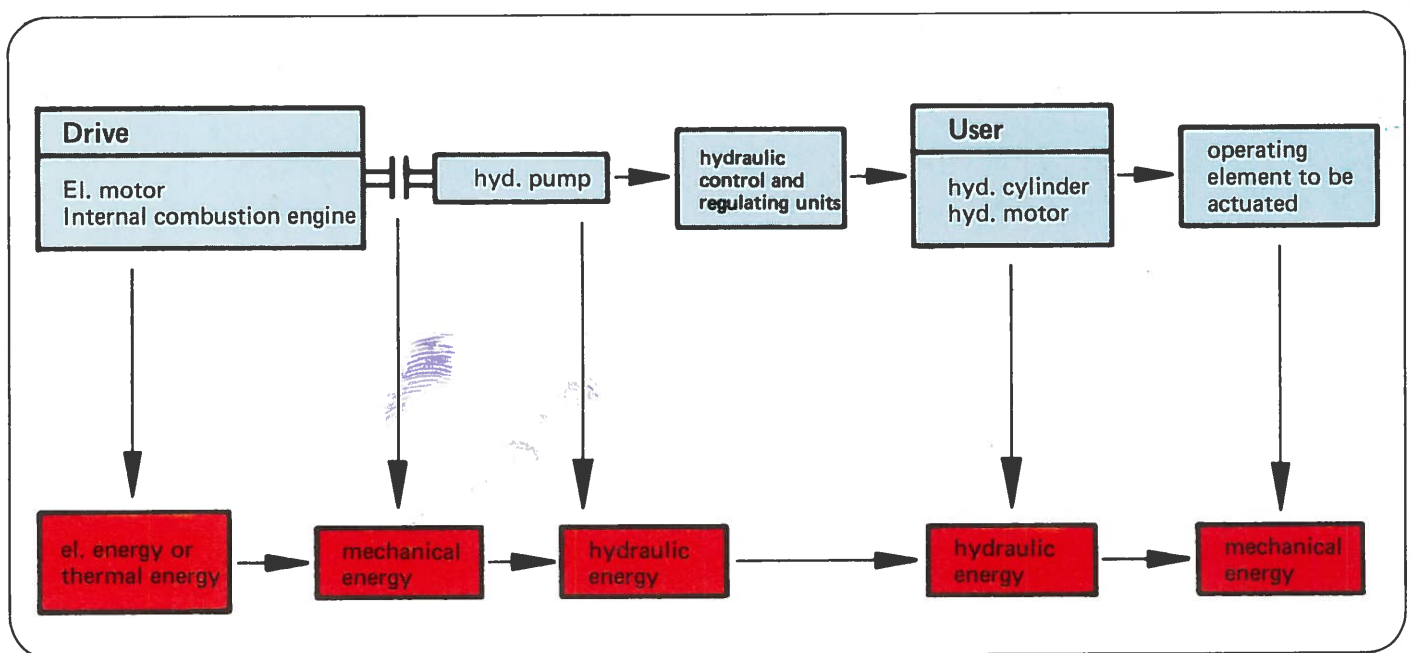 Drive
El. motor
Internal combustion engine
hyd. pump
hydraulic
control and
regulating units
User
hyd. cylinder
hyd. motor
operating
element to be
actuated
el. energy or
thermal energy
mechanical
energy
hydraulic
energy
hydraulic
energy
mechanical
energy